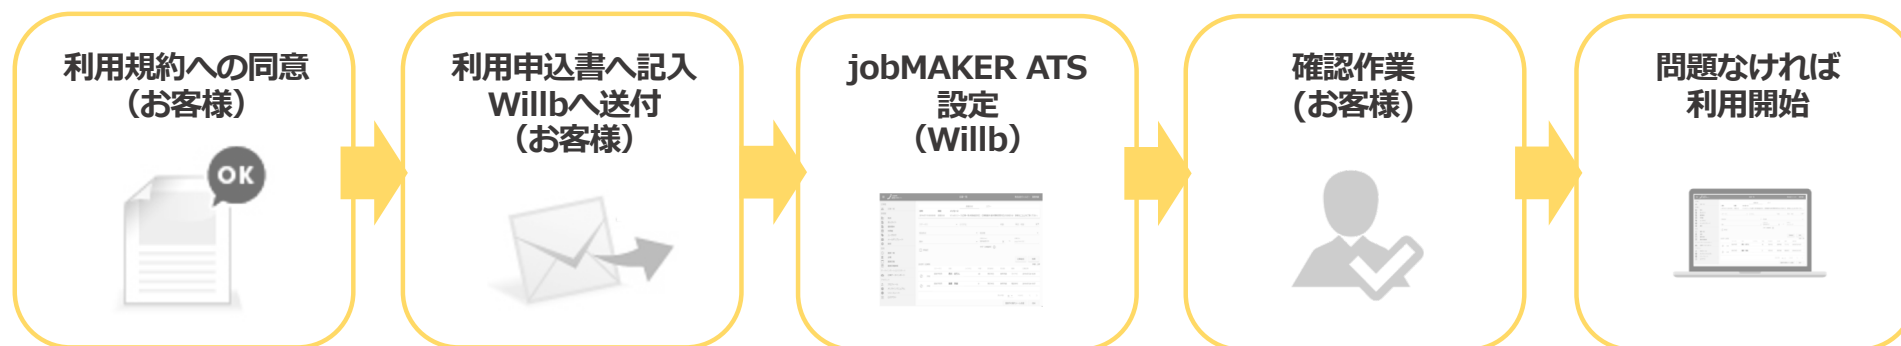 利用規約への同意
（お客様）
OK
利用申込書へ記入
Willbへ送付
（お客様）
jobMAKER ATS
設定
（Willb）
確認作業
(お客様)
問題なければ
利用開始